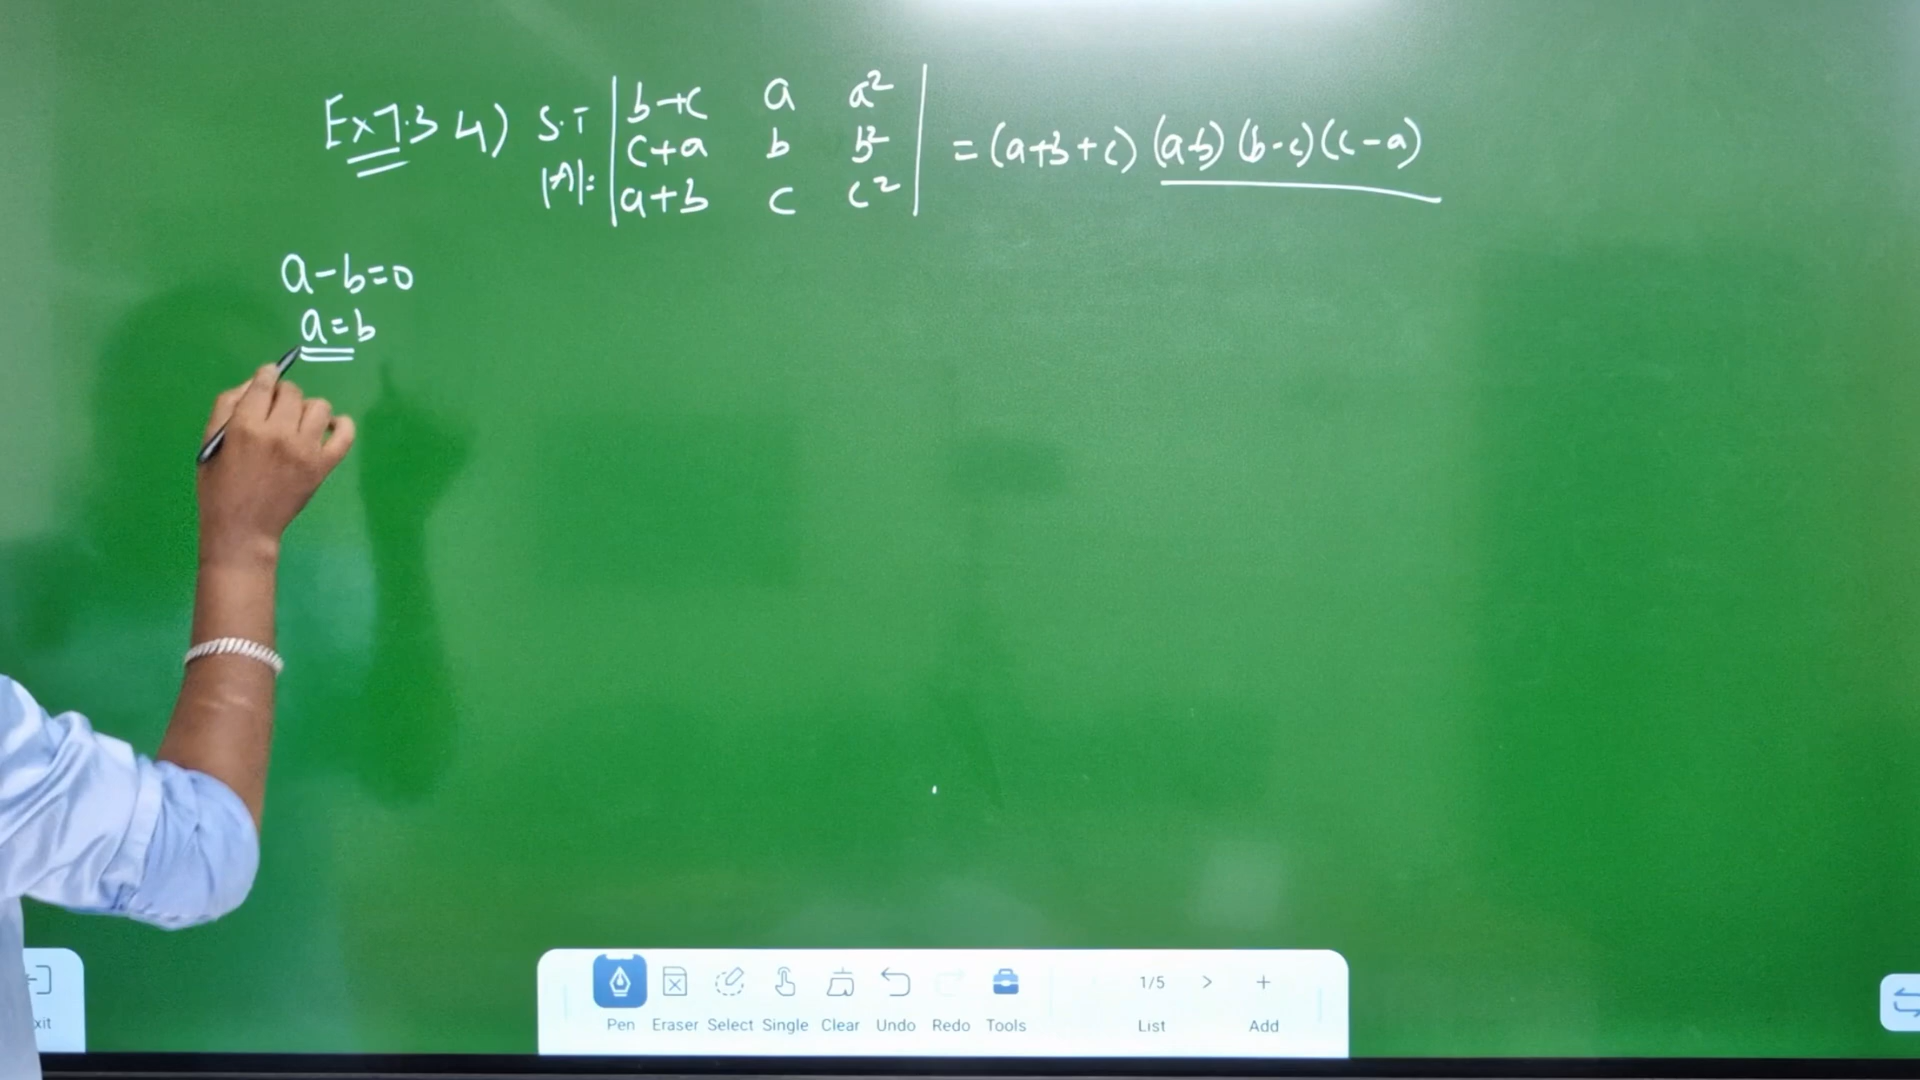 Ex 7.3 4) S.T | b+c a a² |
| c+a b b² | = (a+b+c) (a-b) (b-c) (c-a)
|A|: | a+b c c² |
a-b=0
a=b
xit
Pen Eraser Select Single Clear Undo Redo Tools 1/5 List > + Add